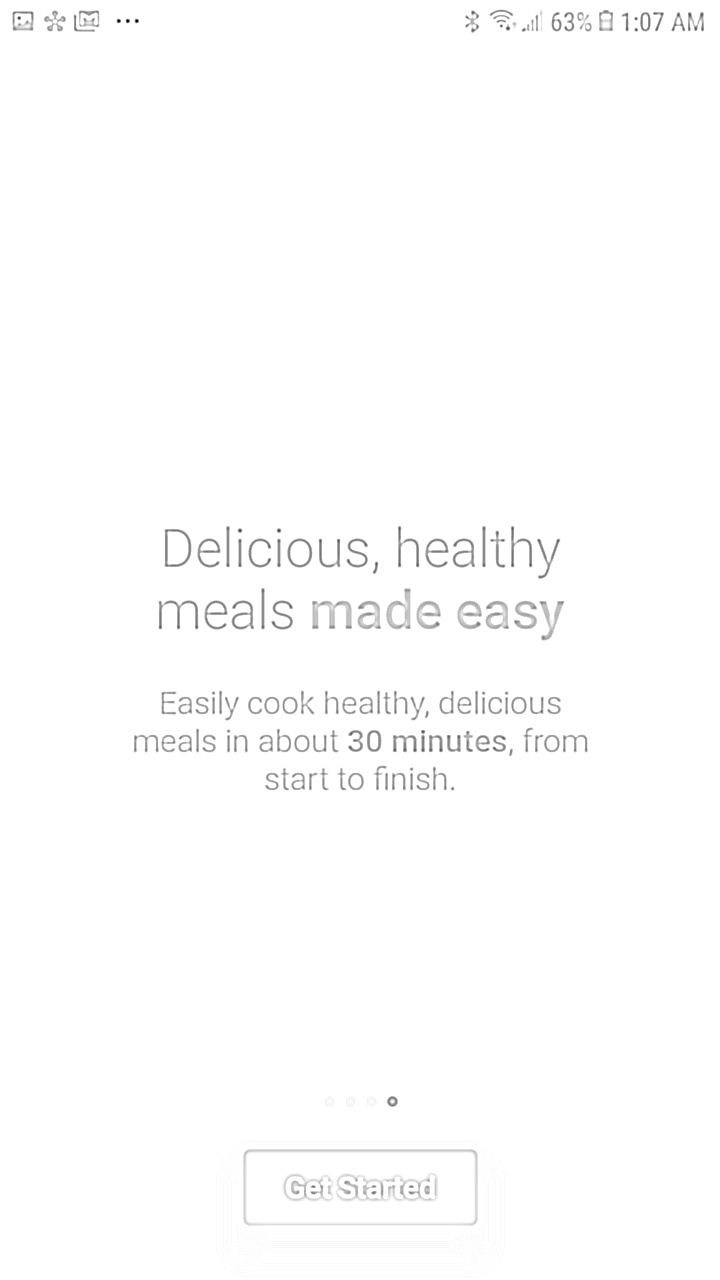 63% 1:07 AM
Delicious, healthy
meals made easy
Easily cook healthy, delicious
meals in about 30 minutes, from
start to finish.
Get Started